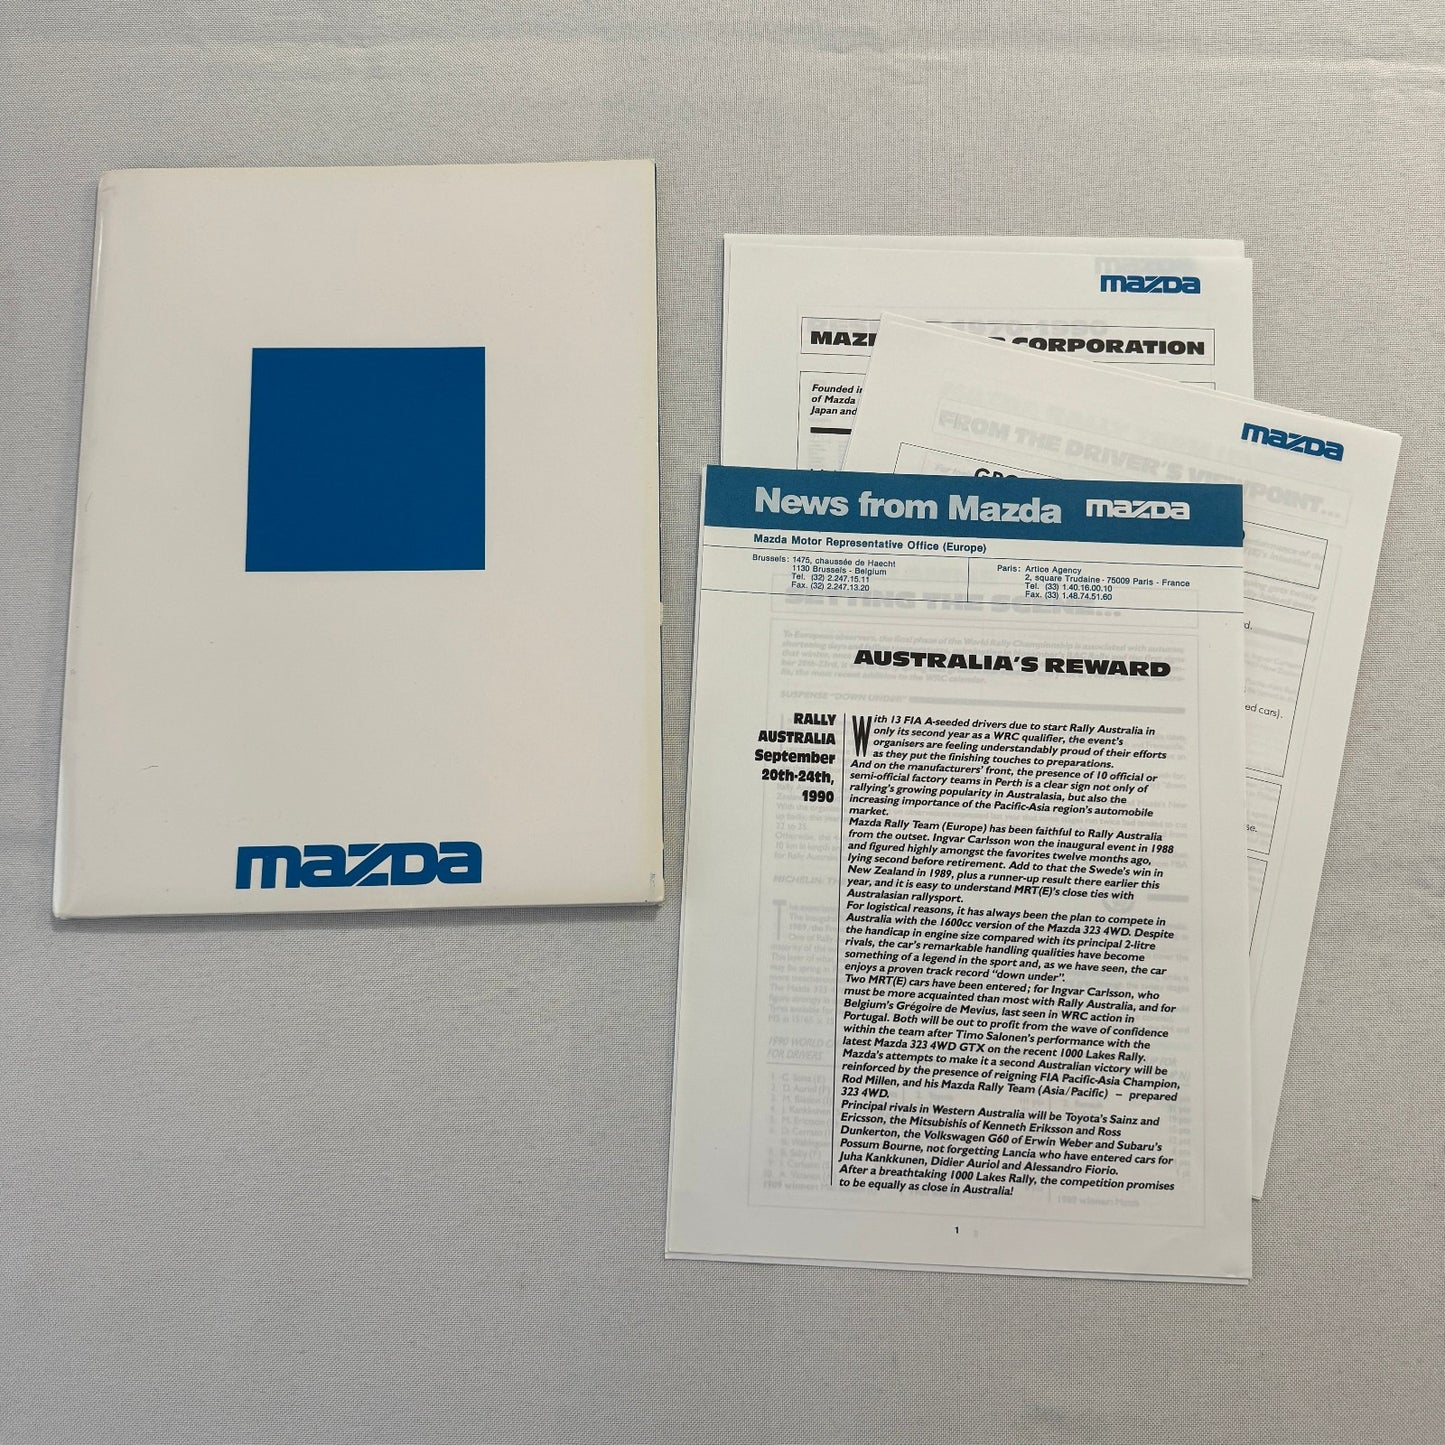 mazda
mazda
MAZ
CORPORATION
Founded in
of Mazda
Japan and
mazda
FROM THE DRIVER'S VIEWPOINT...
ed cars).
News from Mazda mazda
Mazda Motor Representative Office (Europe)
Brussels: 1475, chaussée de Haecht
1130 Brussels - Belgium
Tel. (32) 2.247.15.11
Fax. (32) 2.247.13.20
Paris: Artice Agency
2, square Trudaine - 75009 Paris - France
Tel. (33) 1.40.16.00.10
Fax. (33) 1.48.74.51.60
SETTING THE SCENE...
AUSTRALIA'S REWARD
RALLY
AUSTRALIA
September
20th-24th,
1990
With 13 FIA A-seeded drivers due to start Rally Australia in
only its second year as a WRC qualifier, the event's
organisers are feeling understandably proud of their efforts
as they put the finishing touches to preparations.
And on the manufacturers' front, the presence of 10 official or
semi-official factory teams in Perth is a clear sign not only of
rallying's growing popularity in Australasia, but also the
increasing importance of the Pacific-Asia region's automobile
market.
Mazda Rally Team (Europe) has been faithful to Rally Australia
from the outset. Ingvar Carlsson won the inaugural event in 1988
and figured highly amongst the favorites twelve months ago,
lying second before retirement. Add to that the Swede's win in
New Zealand in 1989, plus a runner-up result there earlier this
year, and it is easy to understand MRT(E)'s close ties with
Australasian rallysport.
For logistical reasons, it has always been the plan to compete in
Australia with the 1600cc version of the Mazda 323 4WD. Despite
the handicap in engine size compared with its principal 2-litre
rivals, the car's remarkable handling qualities have become
something of a legend in the sport and, as we have seen, the car
enjoys a proven track record "down under".
Two MRT(E) cars have been entered; for Ingvar Carlsson, who
must be more acquainted than most with Rally Australia, and for
Belgium's Grégoire de Mevius, last seen in WRC action in
Portugal. Both will be out to profit from the wave of confidence
within the team after Timo Salonen's performance with the
latest Mazda 323 4WD GTX on the recent 1000 Lakes Rally.
Mazda's attempts to make it a second Australian victory will be
reinforced by the presence of reigning FIA Pacific-Asia Champion,
Rod Millen, and his Mazda Rally Team (Asia/Pacific) – prepared
323 4WD.
Principal rivals in Western Australia will be Toyota's Sainz and
Ericsson, the Mitsubishis of Kenneth Eriksson and Ross
Dunkerton, the Volkswagen G60 of Erwin Weber and Subaru's
Possum Bourne, not forgetting Lancia who have entered cars for
Juha Kankkunen, Didier Auriol and Alessandro Fiorio.
After a breathtaking 1000 Lakes Rally, the competition promises
to be equally as close in Australia!
1